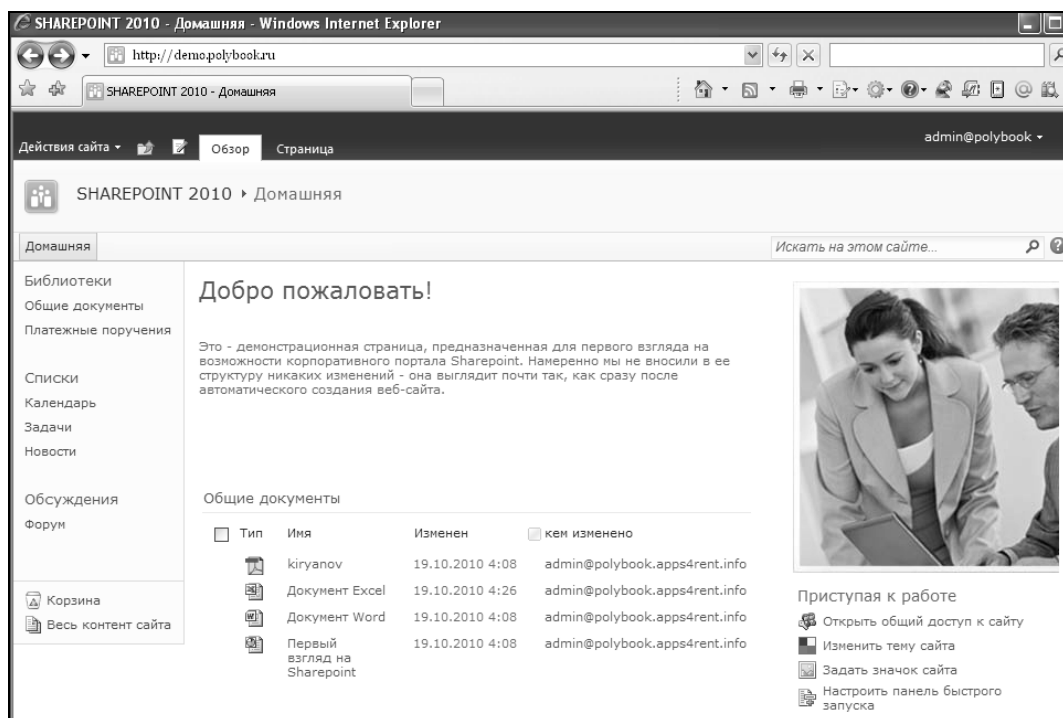 SHAREPOINT 2010 - Домашняя - Windows Internet Explorer
http://demo.polybook.ru
SHAREPOINT 2010 - Домашняя
admin@polybook
Действия сайта
Обзор
Страница
SHAREPOINT 2010 Домашняя
Домашняя
Искать на этом сайте...
Библиотеки
Общие документы
Платежные поручения
Списки
Календарь
Задачи
Новости
Обсуждения
Форум
Корзина
Весь контент сайта
Добро пожаловать!
Это - демонстрационная страница, предназначенная для первого взгляда на
возможности корпоративного портала Sharepoint. Намеренно мы не вносили в ее
структуру никаких изменений - она выглядит почти так, как сразу после
автоматического создания веб-сайта.
Общие документы
Тип Имя Изменен кем изменено
kiryanov 19.10.2010 4:08 admin@polybook.apps4rent.info
Документ Excel 19.10.2010 4:26 admin@polybook.apps4rent.info
Документ Word 19.10.2010 4:08 admin@polybook.apps4rent.info
Первый 19.10.2010 4:08 admin@polybook.apps4rent.info
взгляд на
Sharepoint
Приступая к работе
Открыть общий доступ к сайту
Изменить тему сайта
Задать значок сайта
Настроить панель быстрого
запуска